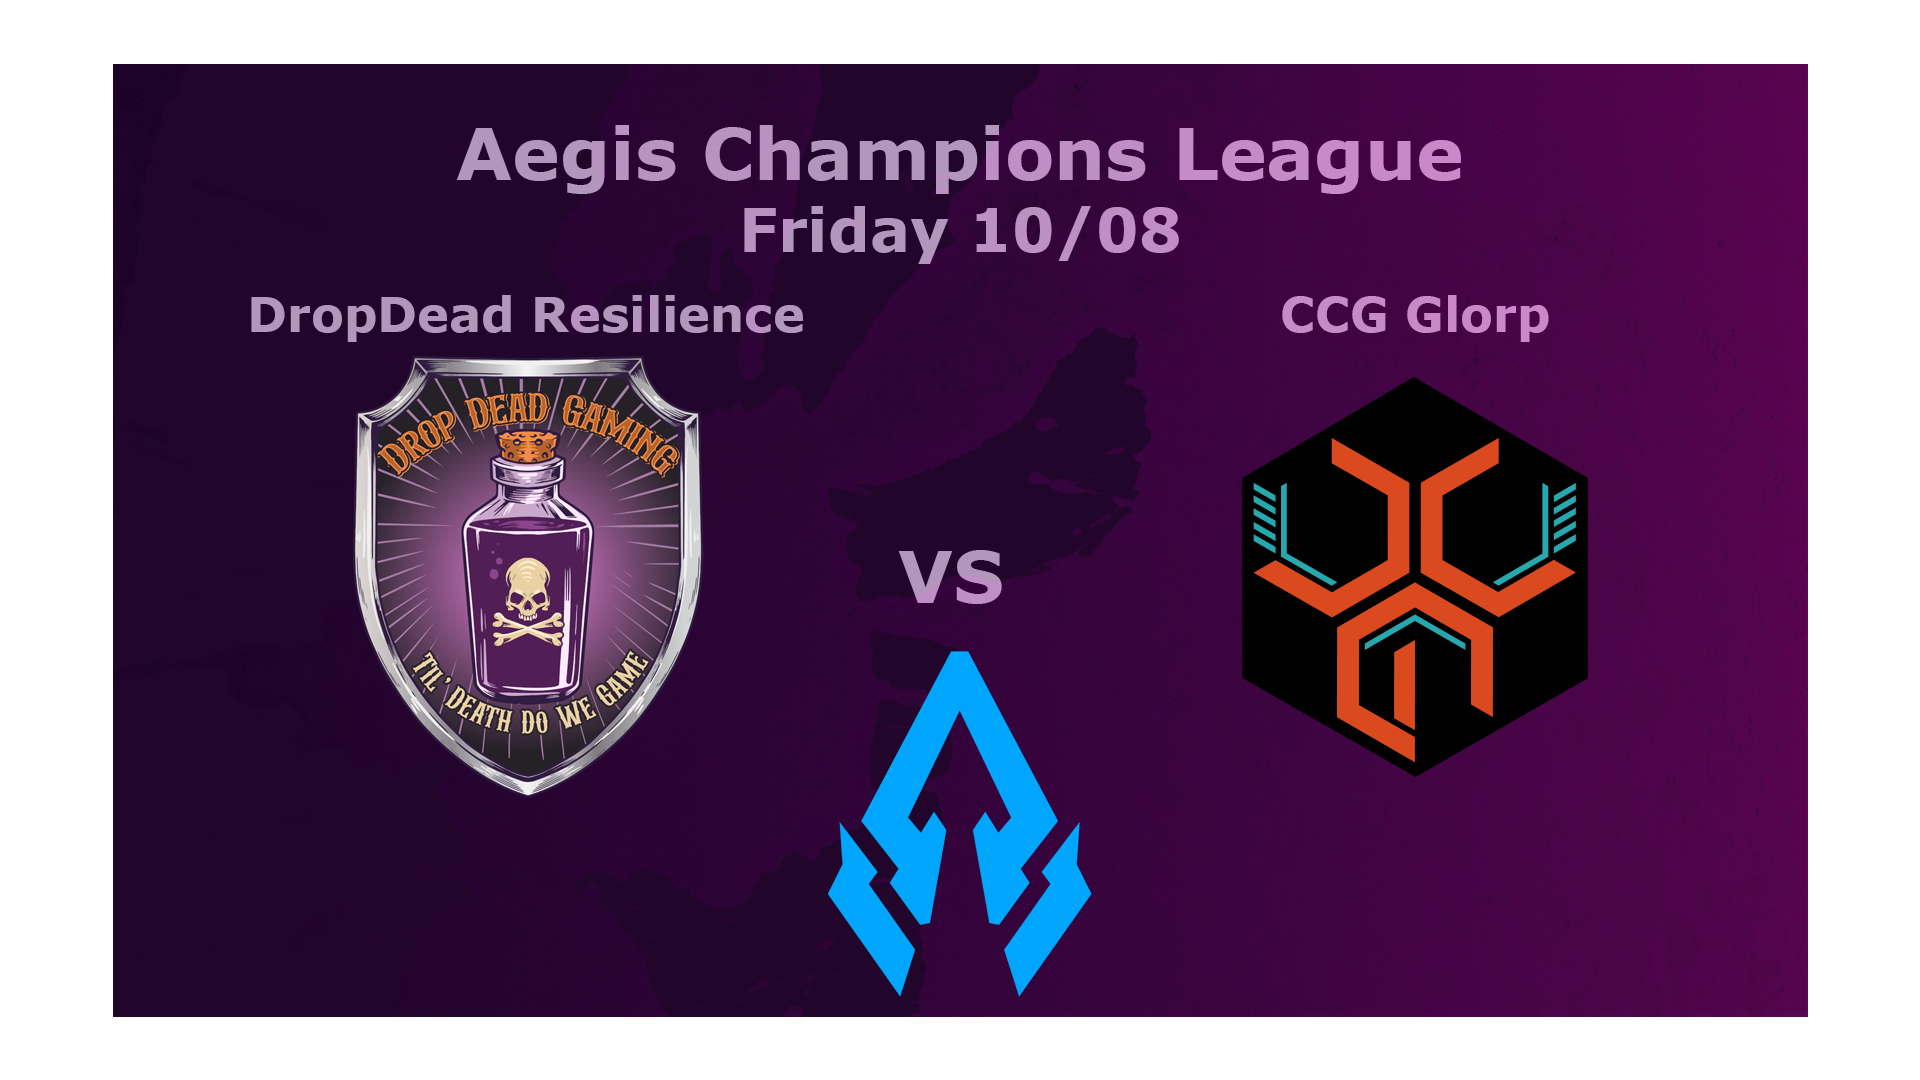 Aegis Champions League
Friday 10/08
DropDead Resilience
CCG Glorp
DROP DEAD GAMING
TIL' DEATH DO WE GAME
VS